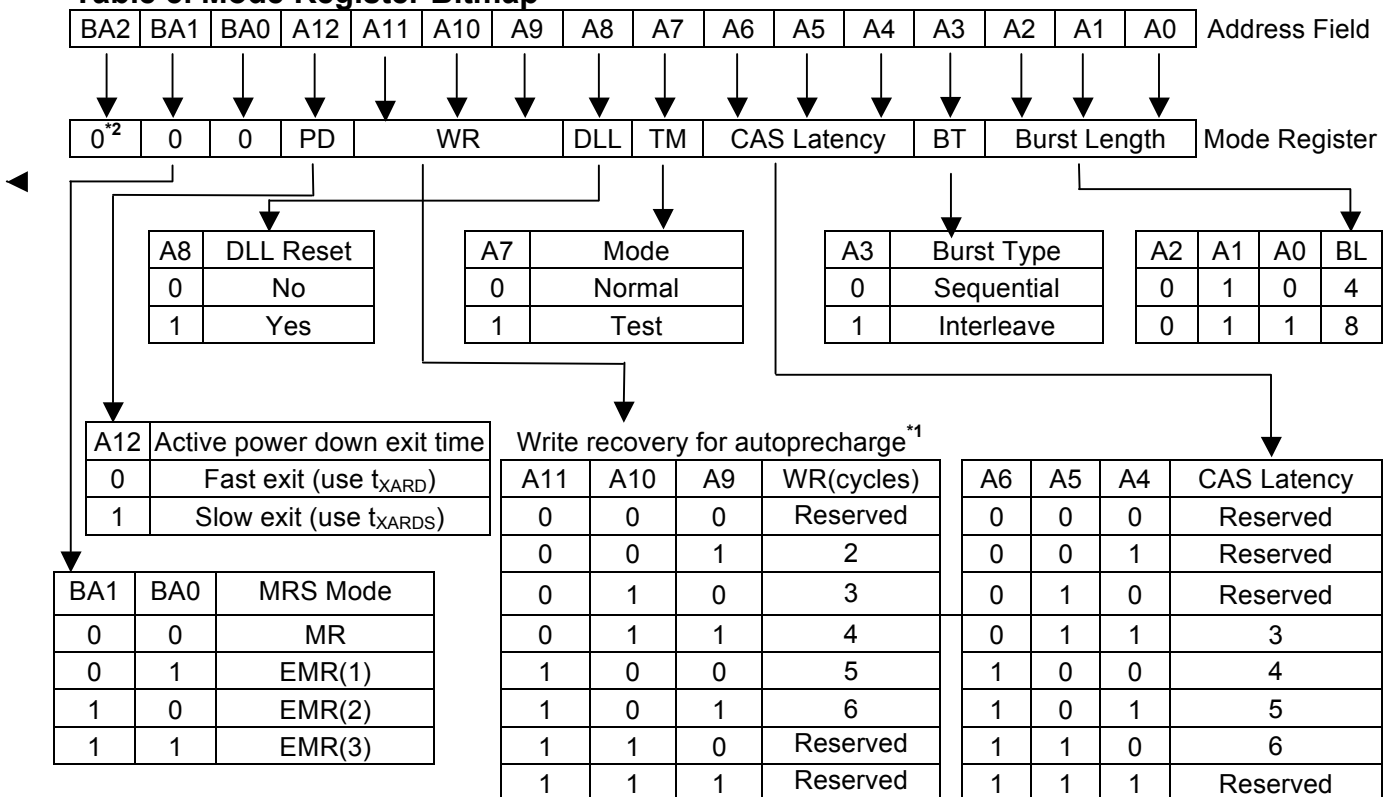 Table 5. Mode Register Bitmap
BA2 BA1 BA0 A12 A11 A10 A9 A8 A7 A6 A5 A4 A3 A2 A1 A0 Address Field
0*2 0 0 PD WR DLL TM CAS Latency BT Burst Length Mode Register
A8 DLL Reset
0 No
1 Yes
A7 Mode
0 Normal
1 Test
A3 Burst Type
0 Sequential
1 Interleave
A2 A1 A0 BL
0 1 0 4
0 1 1 8
A12 Active power down exit time
0 Fast exit (use tXARD)
1 Slow exit (use tXARDS)
BA1 BA0 MRS Mode
0 0 MR
0 1 EMR(1)
1 0 EMR(2)
1 1 EMR(3)
Write recovery for autoprecharge*1
A11 A10 A9 WR(cycles)
0 0 0 Reserved
0 0 1 2
0 1 0 3
0 1 1 4
1 0 0 5
1 0 1 6
1 1 0 Reserved
1 1 1 Reserved
A6 A5 A4 CAS Latency
0 0 0 Reserved
0 0 1 Reserved
0 1 0 Reserved
0 1 1 3
1 0 0 4
1 0 1 5
1 1 0 6
1 1 1 Reserved